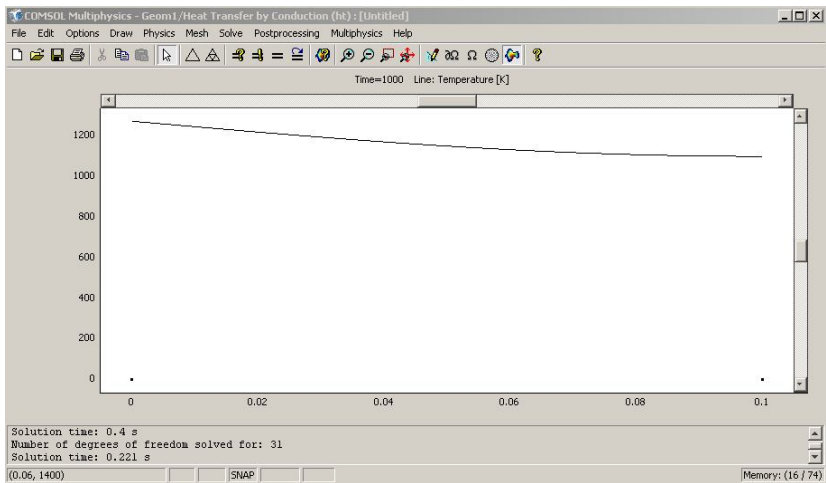 COMSOL Multiphysics - Geom1/Heat Transfer by Conduction (ht) : [Untitled]
File Edit Options Draw Physics Mesh Solve Postprocessing Multiphysics Help
Time=1000 Line: Temperature [K]
1200
1000
800
600
400
200
0
0 0.02 0.04 0.06 0.08 0.1
Solution time: 0.4 s
Number of degrees of freedom solved for: 31
Solution time: 0.221 s
(0.06, 1400) SNAP Memory: (16 / 74)